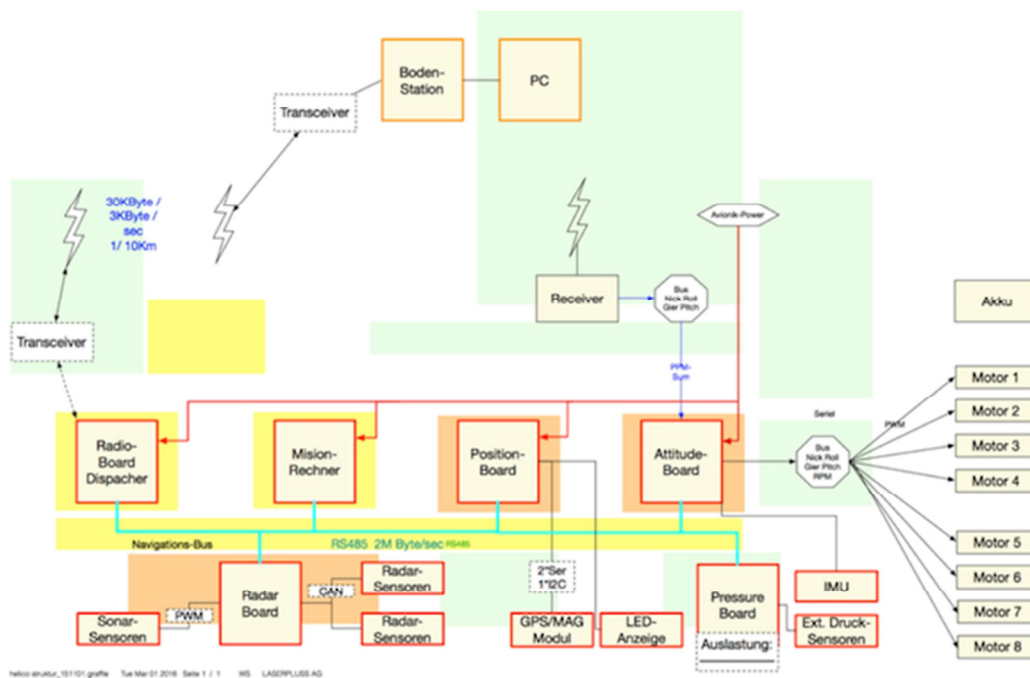 Boden-
Station
PC
Transceiver
30KByte /
3KByte /
sec
1/ 10Km
Avionik-Power
Receiver
Bus
Nick Roll
Gier Pitch
Akku
Transceiver
PPM-
Sum
Motor 1
Motor 2
Motor 3
Motor 4
Motor 5
Motor 6
Motor 7
Motor 8
Seriel
PWM
Radio-
Board
Dispacher
Mision-
Rechner
Position-
Board
Attitude-
Board
Bus
Nick Roll
Gier Pitch
RPM
Navigations-Bus
RS485 2M Byte/sec RS485
Radar
Board
CAN
Radar-
Sensoren
Radar-
Sensoren
PWM
Sonar-
Sensoren
2*Ser
1*I2C
GPS/MAG
Modul
LED-
Anzeige
Pressure
Board
Auslastung:
IMU
Ext. Druck-
Sensoren
helico struktur_151101.graffle Tue Mar 01 2016 Seite 1 / 1 WS LASERPLUSS AG